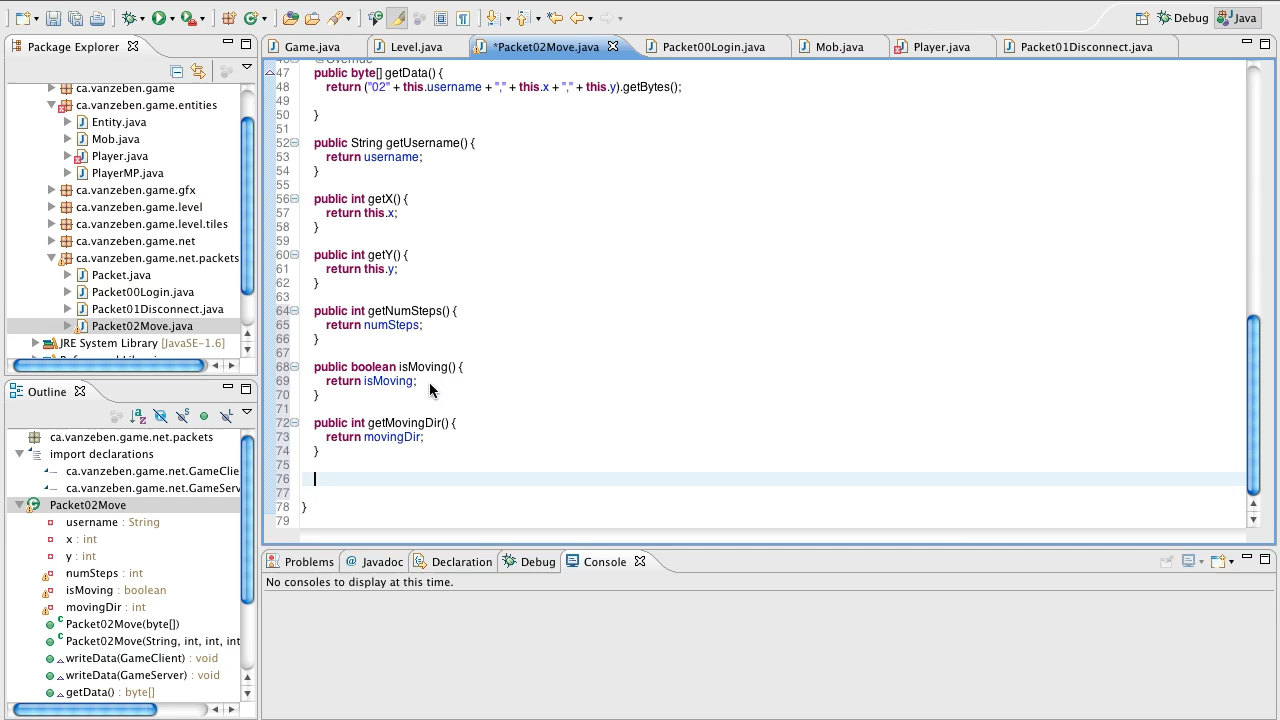 Debug
Java
Package Explorer
ca.vanzeben.game
ca.vanzeben.game.entities
Entity.java
Mob.java
Player.java
PlayerMP.java
ca.vanzeben.game.gfx
ca.vanzeben.game.level
ca.vanzeben.game.level.tiles
ca.vanzeben.game.net
ca.vanzeben.game.net.packets
Packet.java
Packet00Login.java
Packet01Disconnect.java
Packet02Move.java
JRE System Library [JavaSE-1.6]
Outline
ca.vanzeben.game.net.packets
import declarations
ca.vanzeben.game.net.GameClie
ca.vanzeben.game.net.GameServ
Packet02Move
username : String
x : int
y : int
numSteps : int
isMoving : boolean
movingDir : int
Packet02Move(byte[])
Packet02Move(String, int, int, int
writeData(GameClient) : void
writeData(GameServer) : void
getData() : byte[]
Game.java
Level.java
*Packet02Move.java
Packet00Login.java
Mob.java
Player.java
Packet01Disconnect.java
@Override
47 public byte[] getData() {
48 return ("02" + this.username + "," + this.x + "," + this.y).getBytes();
49
50 }
51
52 public String getUsername() {
53 return username;
54 }
55
56 public int getX() {
57 return this.x;
58 }
59
60 public int getY() {
61 return this.y;
62 }
63
64 public int getNumSteps() {
65 return numSteps;
66 }
67
68 public boolean isMoving() {
69 return isMoving;
70 }
71
72 public int getMovingDir() {
73 return movingDir;
74 }
75
76
77
78 }
79
Problems
@ Javadoc
Declaration
Debug
Console
No consoles to display at this time.